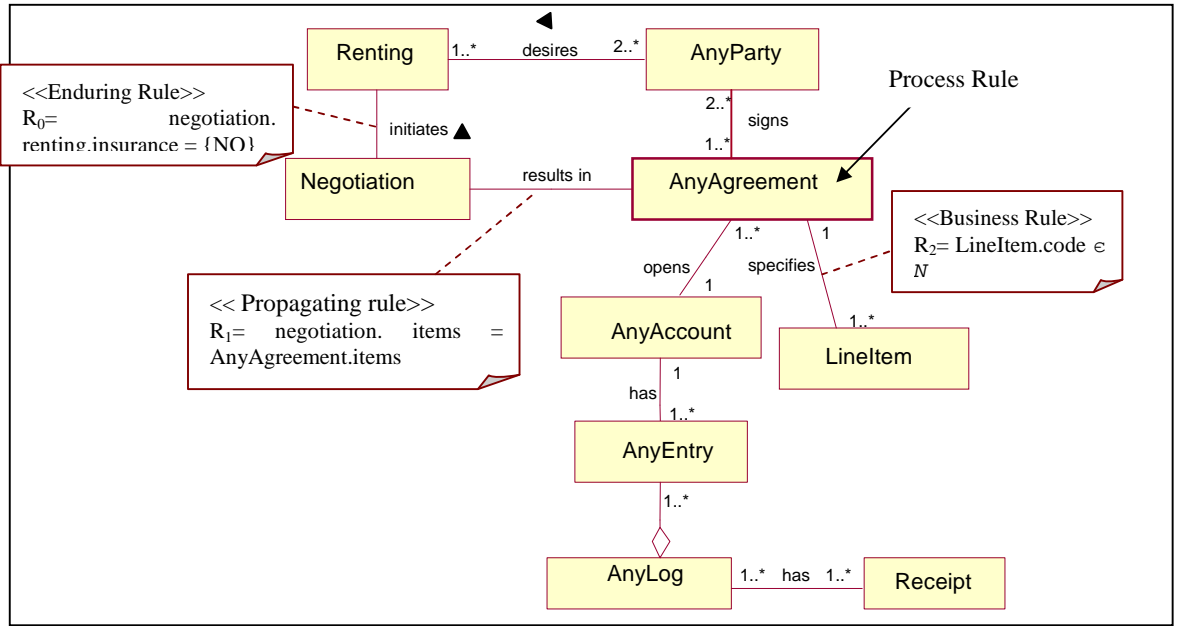 Renting
1..*
desires
2..*
AnyParty
Process Rule
<<Enduring Rule>>
R0= negotiation.
renting.insurance = {NO}
initiates
2..*
signs
1..*
Negotiation
results in
AnyAgreement
<<Business Rule>>
R2= LineItem.code ∈
N
1..*
1
opens
specifies
1
1..*
<< Propagating rule>>
R1= negotiation. items =
AnyAgreement.items
AnyAccount
LineItem
1
has
1..*
AnyEntry
1..*
AnyLog
1..* has 1..*
Receipt